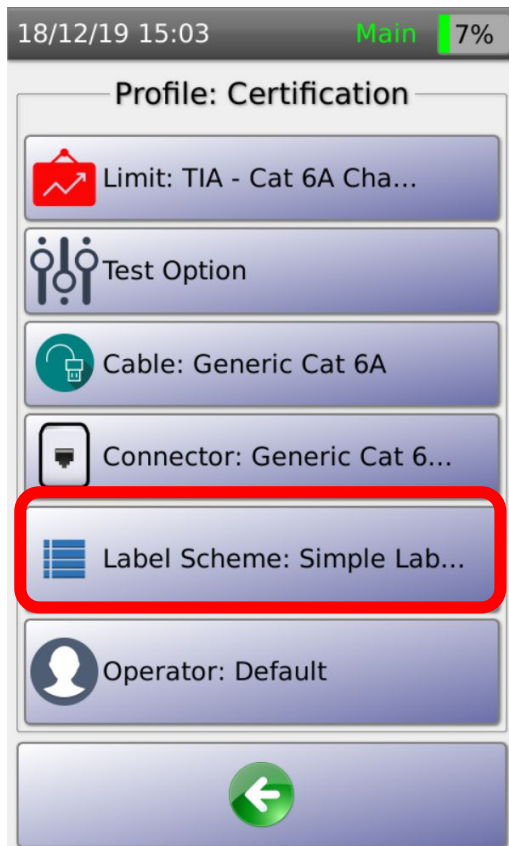 18/12/19 15:03 Main 7%
Profile: Certification
Limit: TIA - Cat 6A Cha...
Test Option
Cable: Generic Cat 6A
Connector: Generic Cat 6...
Label Scheme: Simple Lab...
Operator: Default